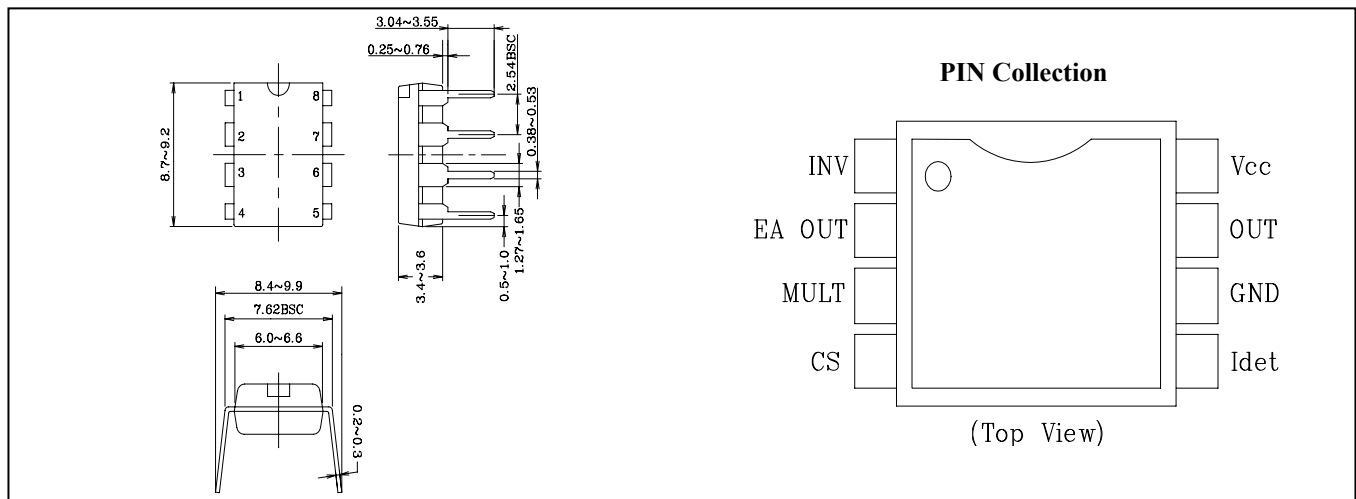 3.04~3.55
0.25~0.76
2.54BSC
0.38~0.53
8.7~9.2
1 8
2 7
3 6
4 5
3.4~3.6
0.5~1.0
1.27~1.65
8.4~9.9
7.62BSC
6.0~6.6
0.2~0.3
PIN Collection
INV Vcc
EA OUT OUT
MULT GND
CS Idet
(Top View)